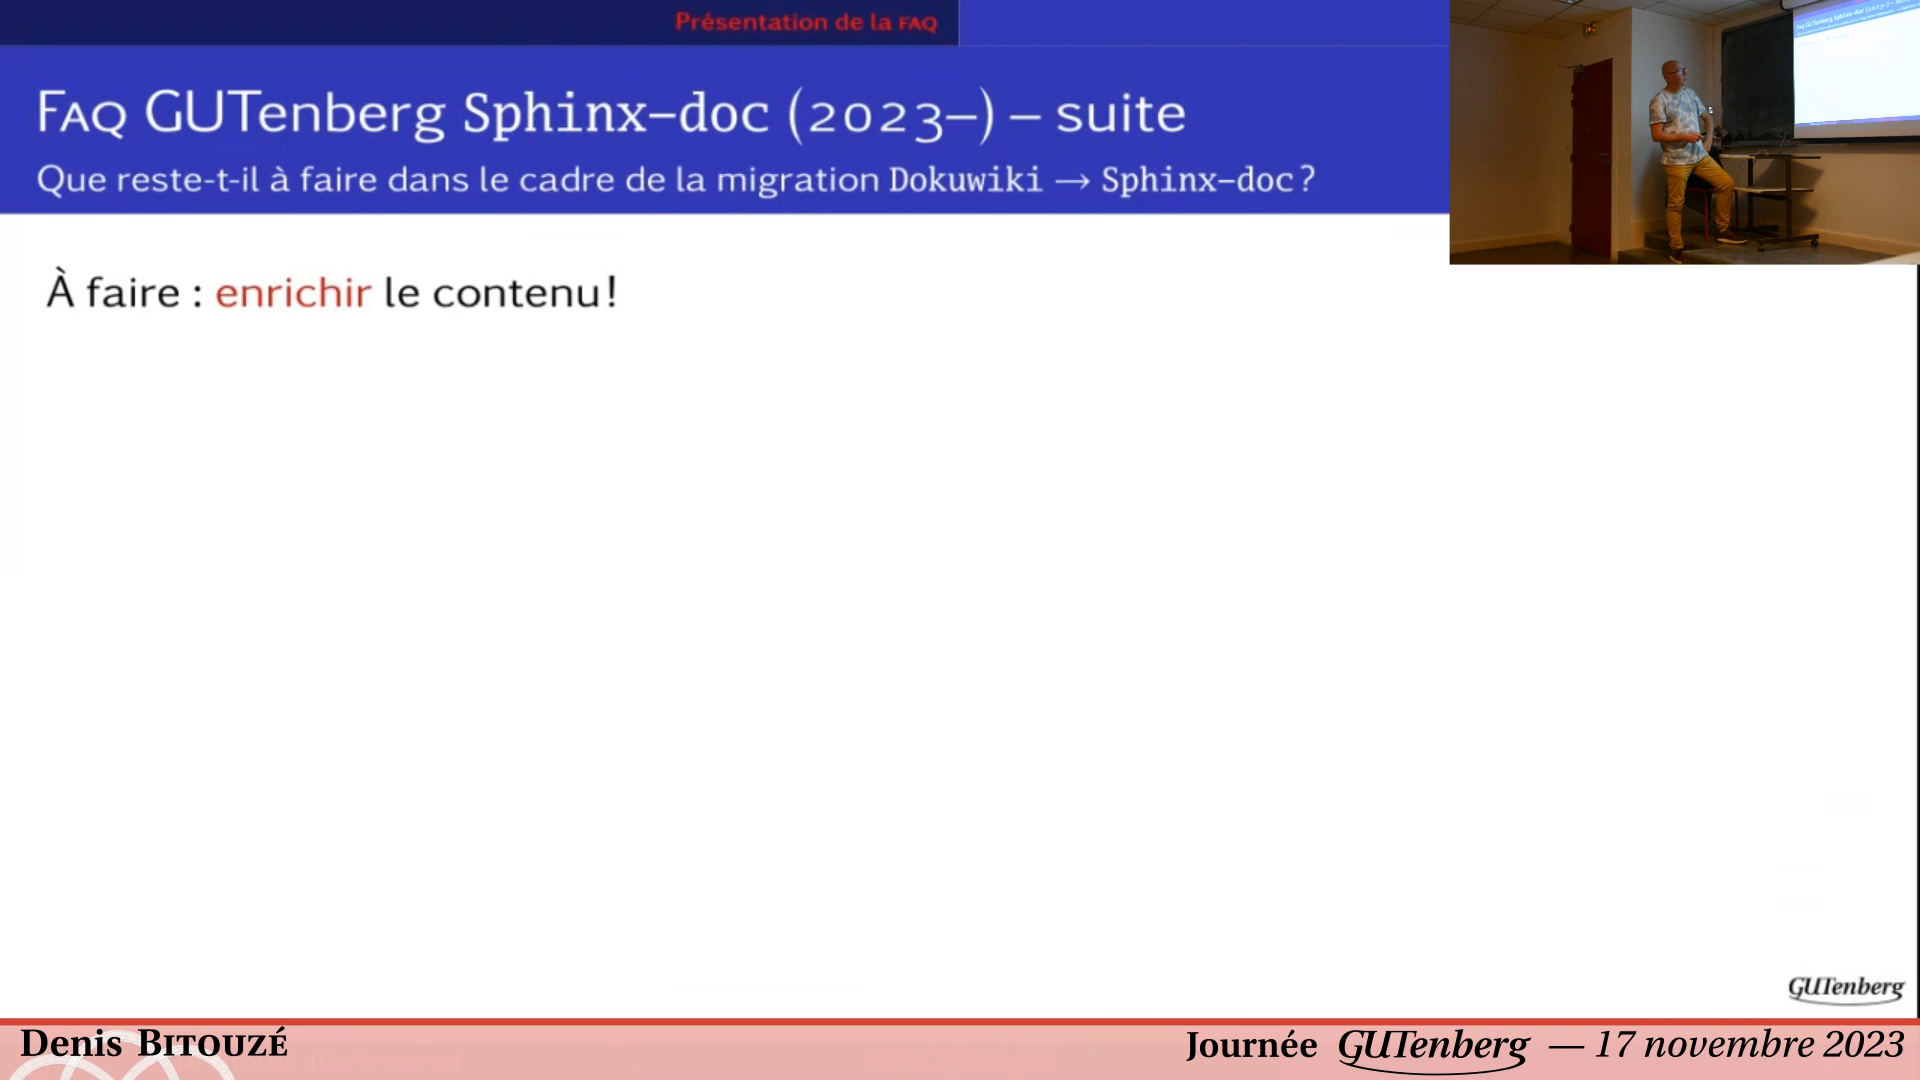 Présentation de la FAQ
FAQ GUTenberg Sphinx-doc (2023–) – suite
Que reste-t-il à faire dans le cadre de la migration Dokuwiki → Sphinx-doc ?
À faire : enrichir le contenu !
GUTenberg
Denis BITOUZÉ
Journée GUTenberg — 17 novembre 2023